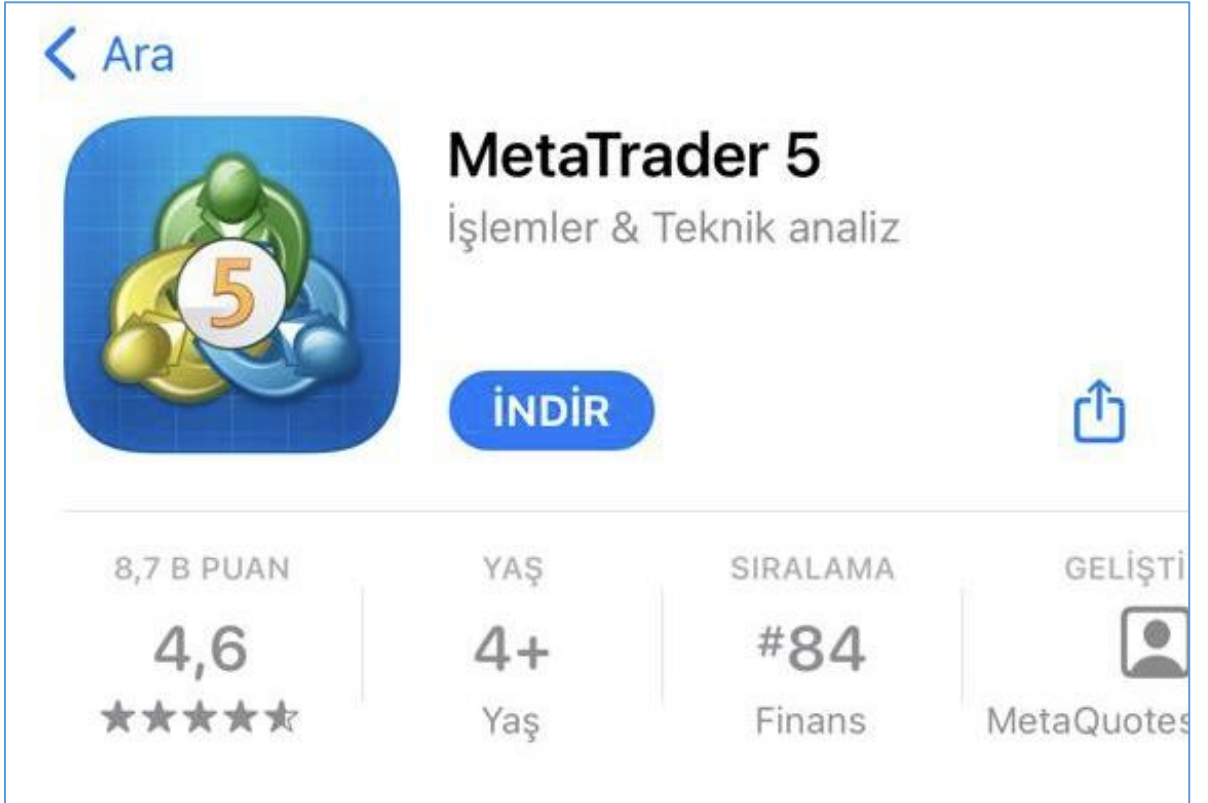 Ara
MetaTrader 5
İşlemler & Teknik analiz
5
İNDİR
8,7 B PUAN
YAŞ
SIRALAMA
GELİŞTİ
4,6
4+
#84
Yaş
Finans
MetaQuotes